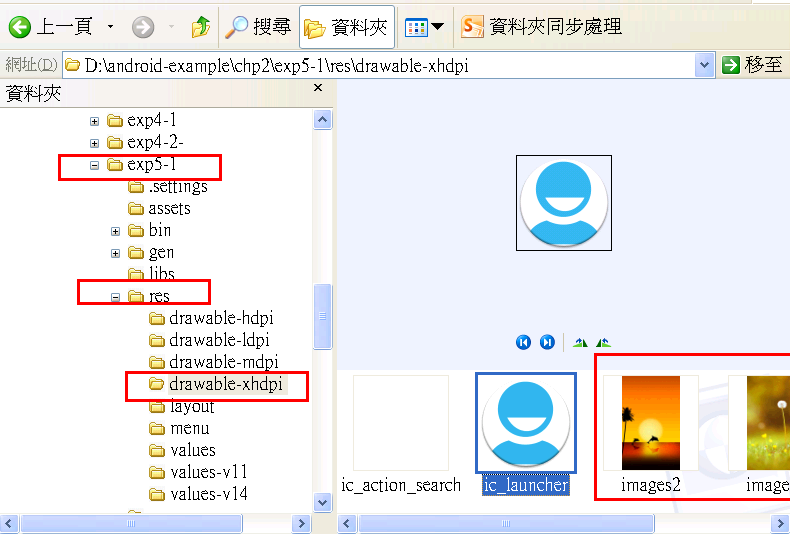 上一頁 搜尋 資料夾 資料夾同步處理
網址(D) D:\android-example\chp2\exp5-1\res\drawable-xhdpi 移至
資料夾
exp4-1
exp4-2-
exp5-1
.settings
assets
bin
gen
libs
res
drawable-hdpi
drawable-ldpi
drawable-mdpi
drawable-xhdpi
layout
menu
values
values-v11
values-v14
ic_action_search ic_launcher images2 image